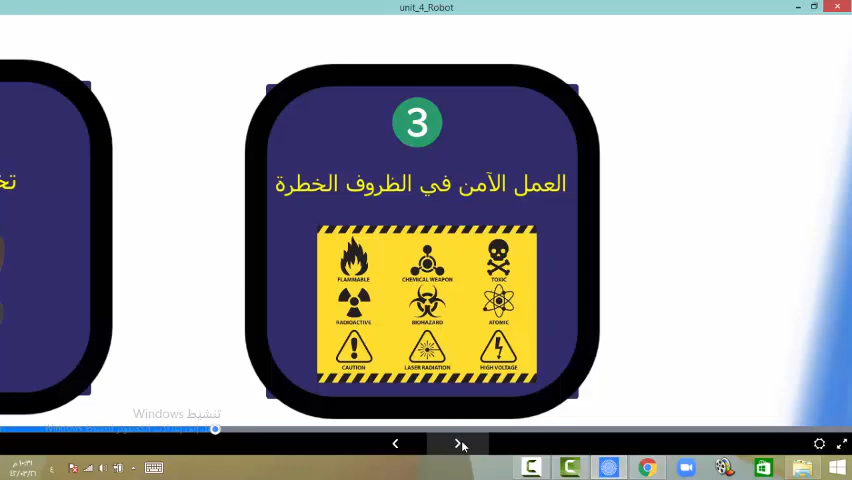 unit_4_Robot
3
العمل الآمن في الظروف الخطرة
FLAMMABLE
CHEMICAL WEAPON
TOXIC
RADIOACTIVE
BIOHAZARD
ATOMIC
CAUTION
LASER RADIATION
HIGH VOLTAGE
تنشيط Windows